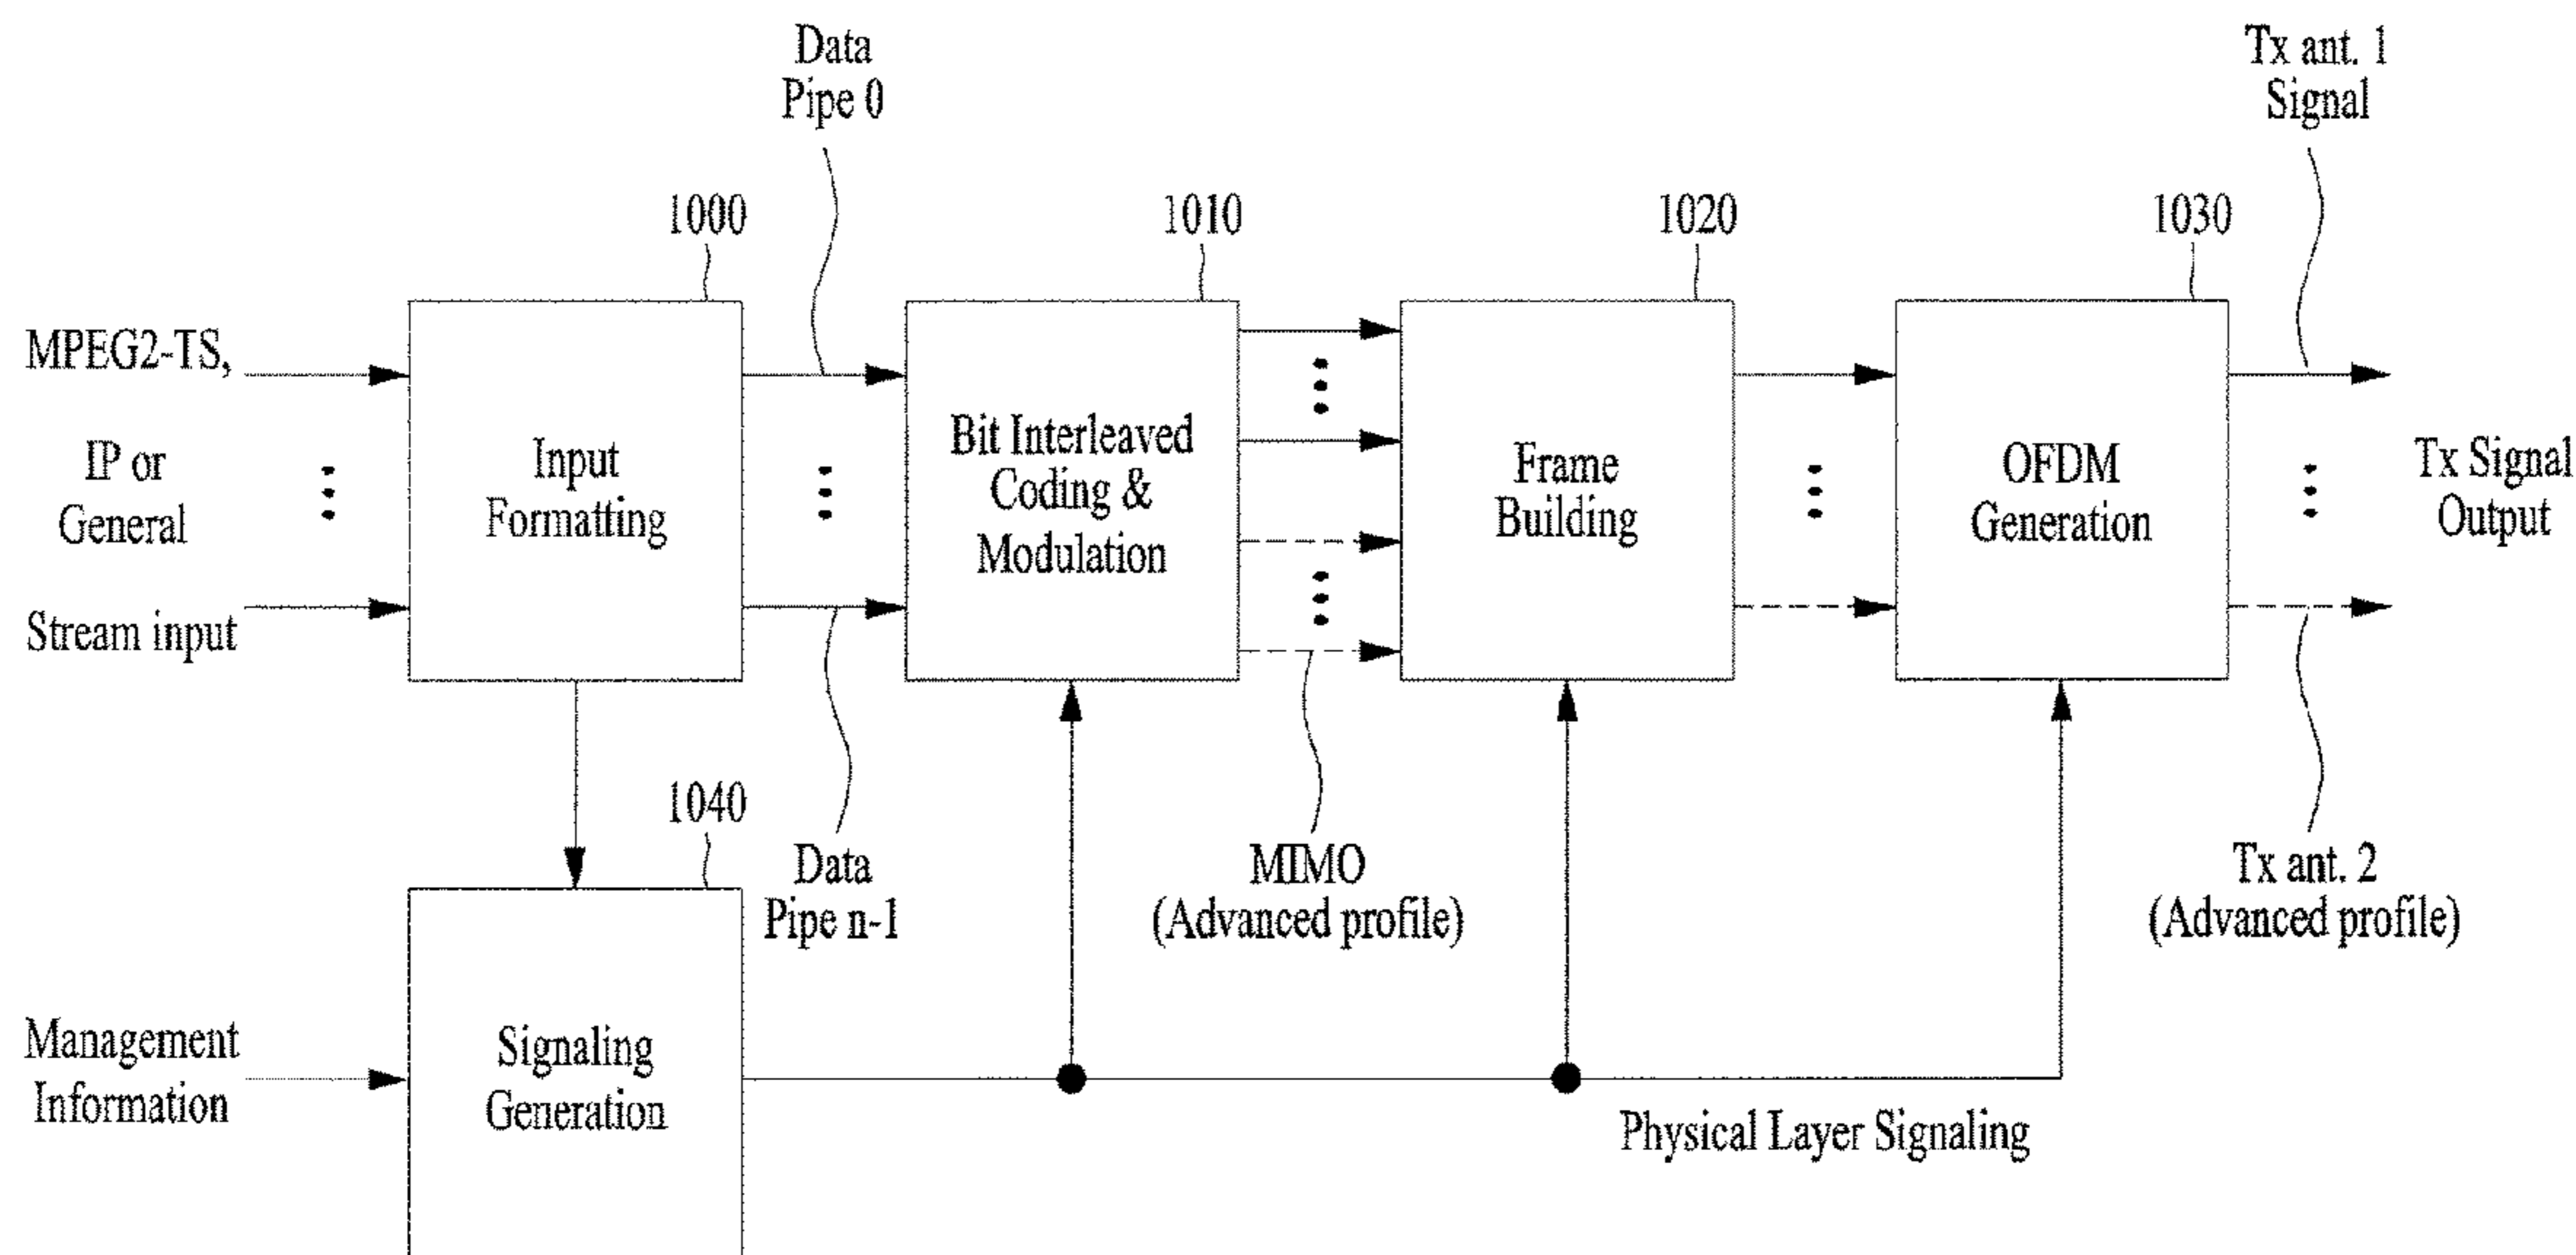 Data
Pipe 0
Tx ant. 1
Signal
1000
1010
1020
1030
MPEG2-TS,
IP or
General
Stream input
Input
Formatting
Bit Interleaved
Coding &
Modulation
Frame
Building
OFDM
Generation
Tx Signal
Output
1040
Data
Pipe n-1
MIMO
(Advanced profile)
Tx ant. 2
(Advanced profile)
Management
Information
Signaling
Generation
Physical Layer Signaling